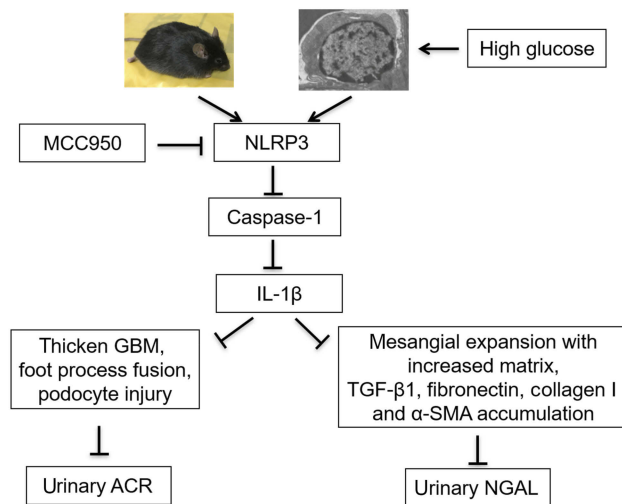 High glucose
MCC950
NLRP3
Caspase-1
IL-1β
Thicken GBM,
foot process fusion,
podocyte injury
Mesangial expansion with
increased matrix,
TGF-β1, fibronectin, collagen I
and α-SMA accumulation
Urinary ACR
Urinary NGAL